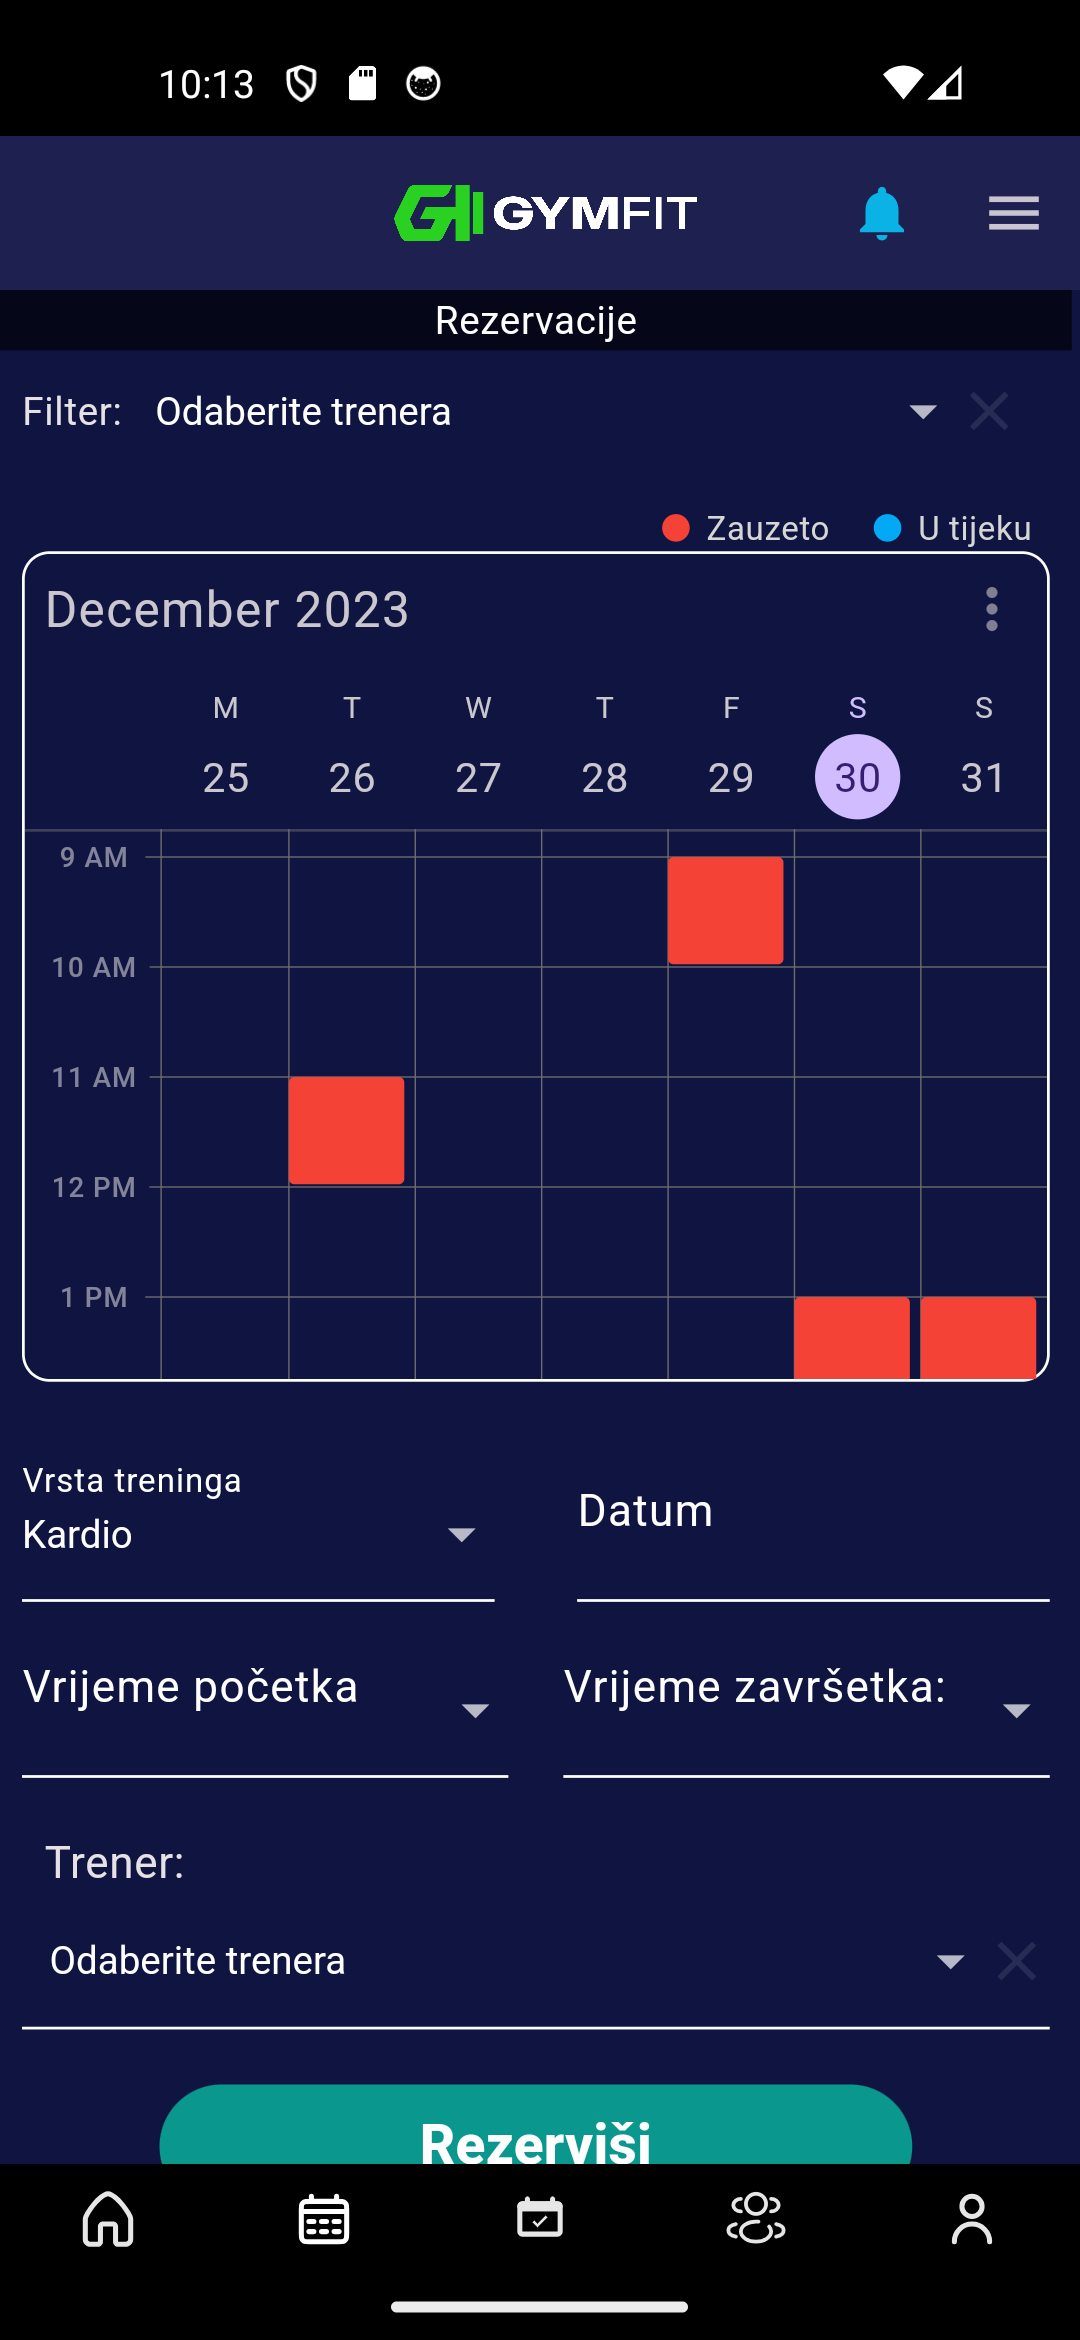 10:13
GYMFIT
Rezervacije
Filter: Odaberite trenera
Zauzeto U tijeku
December 2023
M T W T F S S
25 26 27 28 29 30 31
9 AM
10 AM
11 AM
12 PM
1 PM
Vrsta treninga
Kardio
Datum
Vrijeme početka
Vrijeme završetka:
Trener:
Odaberite trenera
Rezerviši